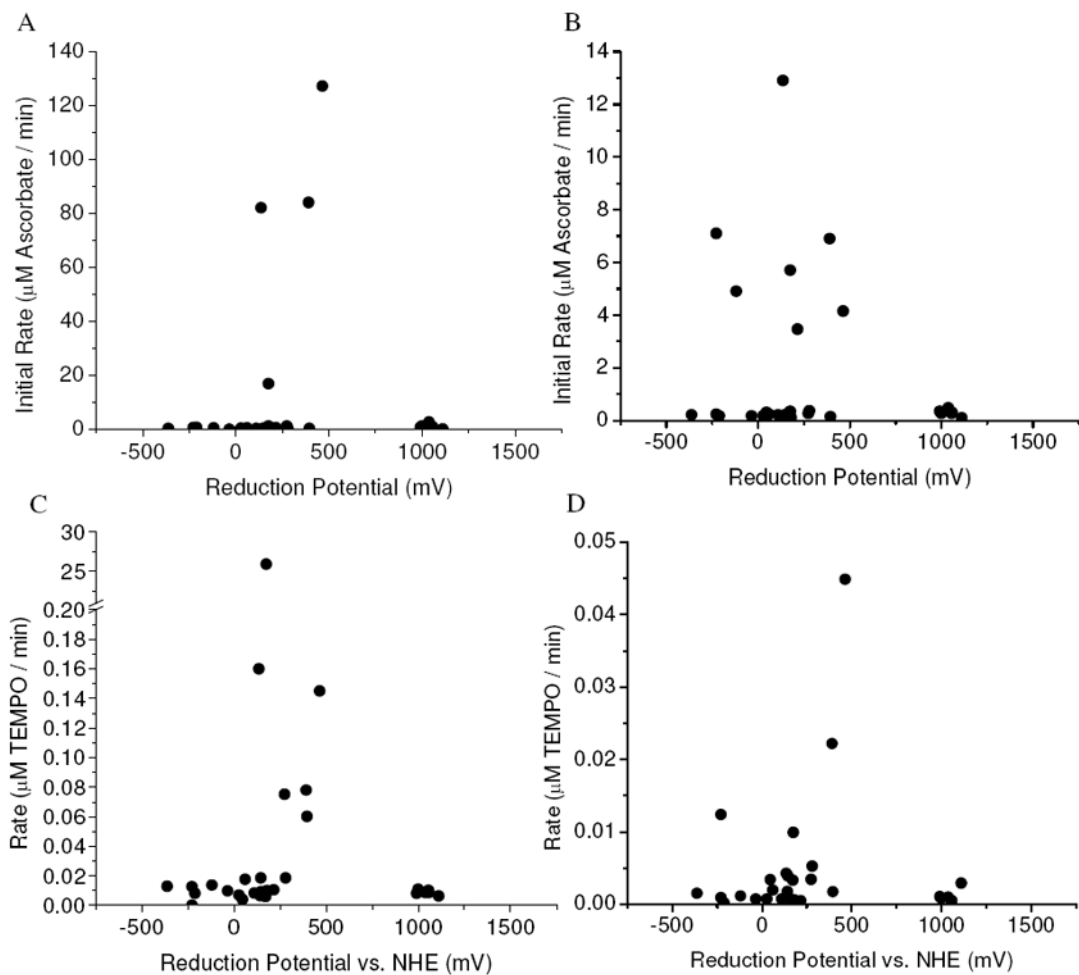 A
Initial Rate (μM Ascorbate / min)
140
120
100
80
60
40
20
0
-500 0 500 1000 1500
Reduction Potential (mV)
B
Initial Rate (μM Ascorbate / min)
14
12
10
8
6
4
2
0
-500 0 500 1000 1500
Reduction Potential (mV)
C
Rate (μM TEMPO / min)
30
25
0.20
0.18
0.16
0.14
0.12
0.10
0.08
0.06
0.04
0.02
0.00
-500 0 500 1000 1500
Reduction Potential vs. NHE (mV)
D
Rate (μM TEMPO / min)
0.05
0.04
0.03
0.02
0.01
0.00
-500 0 500 1000 1500
Reduction Potential vs. NHE (mV)